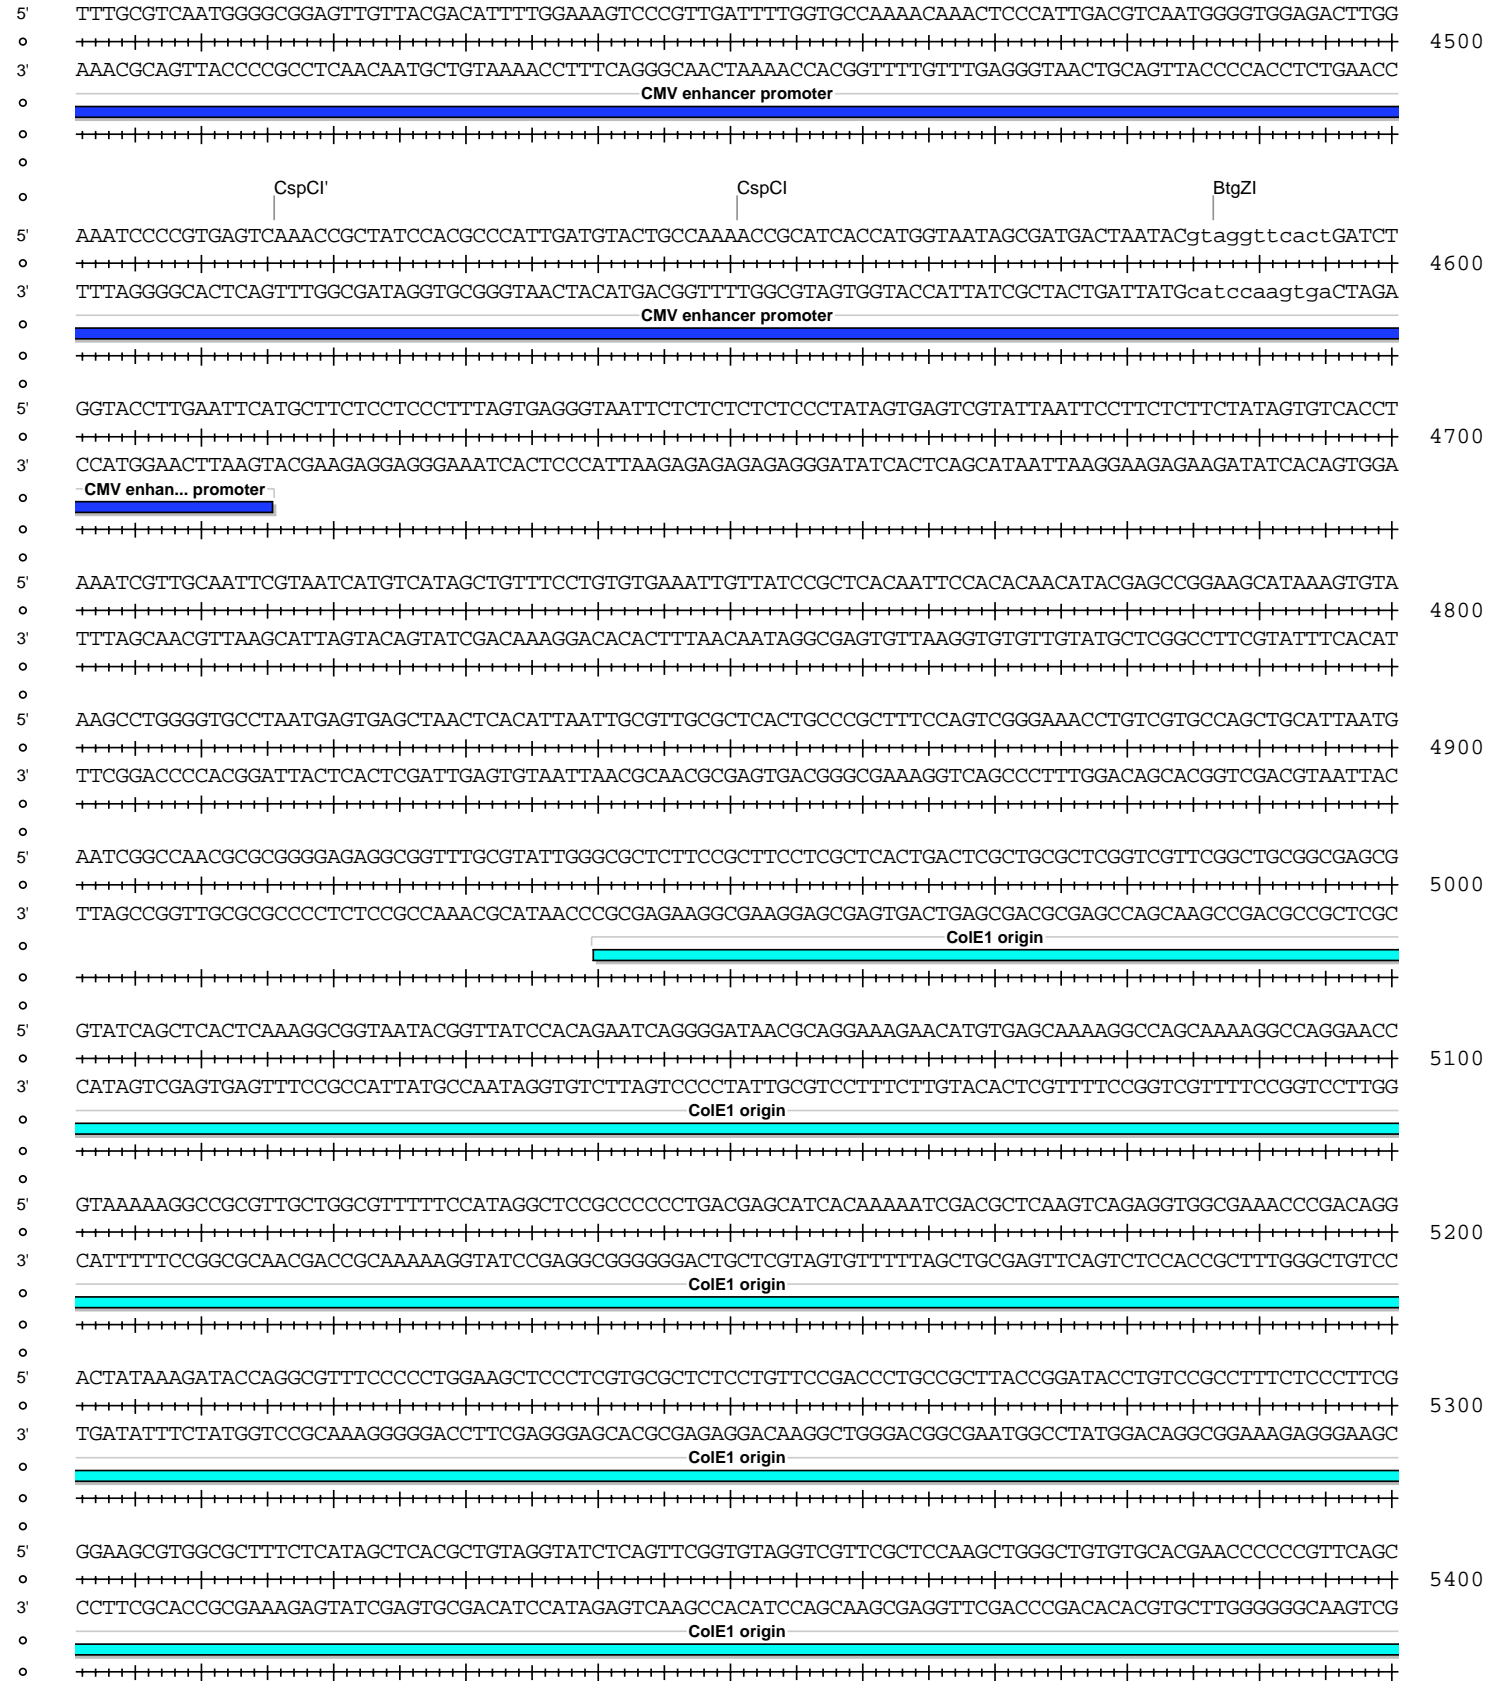 5' TTTGCGTCAATGGGGCGGAGTTGTTACGACATTTTGGAAAGTCCCGTTGATTTTGGTGCCAAAACAAACTCCCATTGACGTCAATGGGGTGGAGACTTGG
4500
3' AAACGCAGTTACCCCGCCTCAACAATGCTGTAAAACCTTTCAGGGCAACTAAAACCACGGTTTTGTTTGAGGGTAACTGCAGTTACCCCACCTCTGAACC
CMV enhancer promoter
CspCI' CspCI BtgZI
5' AAATCCCCGTGAGTCAAACCGCTATCCACGCCCATTGATGTACTGCCAAAACCGCATCACCATGGTAATAGCGATGACTAATACgtaggttcactGATCT
4600
3' TTTAGGGGCACTCAGTTTGGCGATAGGTGCGGGTAACTACATGACGGTTTTGGCGTAGTGGTACCATTATCGCTACTGATTATGcatccaagtgaCTAGA
CMV enhancer promoter
5' GGTACCTTGAATTCATGCTTCTCCTCCCTTTAGTGAGGGTAATTCTCTCTCTCTCCCTATAGTGAGTCGTATTAATTCCTTCTCTTCTATAGTGTCACCT
4700
3' CCATGGAACTTAAGTACGAAGAGGAGGGAAATCACTCCCATTAAGAGAGAGAGAGGGATATCACTCAGCATAATTAAGGAAGAGAAGATATCACAGTGGA
CMV enhan... promoter
5' AAATCGTTGCAATTCGTAATCATGTCATAGCTGTTTCCTGTGTGAAATTGTTATCCGCTCACAATTCCACACAACATACGAGCCGGAAGCATAAAGTGTA
4800
3' TTTAGCAACGTTAAGCATTAGTACAGTATCGACAAAGGACACACTTTAACAATAGGCGAGTGTTAAGGTGTGTTGTATGCTCGGCCTTCGTATTTCACAT
5' AAGCCTGGGGTGCCTAATGAGTGAGCTAACTCACATTAATTGCGTTGCGCTCACTGCCCGCTTTCCAGTCGGGAAACCTGTCGTGCCAGCTGCATTAATG
4900
3' TTCGGACCCCACGGATTACTCACTCGATTGAGTGTAATTAACGCAACGCGAGTGACGGGCGAAAGGTCAGCCCTTTGGACAGCACGGTCGACGTAATTAC
5' AATCGGCCAACGCGCGGGGAGAGGCGGTTTGCGTATTGGGCGCTCTTCCGCTTCCTCGCTCACTGACTCGCTGCGCTCGGTCGTTCGGCTGCGGCGAGCG
5000
3' TTAGCCGGTTGCGCGCCCCTCTCCGCCAAACGCATAACCCGCGAGAAGGCGAAGGAGCGAGTGACTGAGCGACGCGAGCCAGCAAGCCGACGCCGCTCGC
ColE1 origin
5' GTATCAGCTCACTCAAAGGCGGTAATACGGTTATCCACAGAATCAGGGGATAACGCAGGAAAGAACATGTGAGCAAAAGGCCAGCAAAAGGCCAGGAACC
5100
3' CATAGTCGAGTGAGTTTCCGCCATTATGCCAATAGGTGTCTTAGTCCCCTATTGCGTCCTTTCTTGTACACTCGTTTTCCGGTCGTTTTCCGGTCCTTGG
ColE1 origin
5' GTAAAAAGGCCGCGTTGCTGGCGTTTTTCCATAGGCTCCGCCCCCCTGACGAGCATCACAAAAATCGACGCTCAAGTCAGAGGTGGCGAAACCCGACAGG
5200
3' CATTTTTCCGGCGCAACGACCGCAAAAAGGTATCCGAGGCGGGGGGACTGCTCGTAGTGTTTTTAGCTGCGAGTTCAGTCTCCACCGCTTTGGGCTGTCC
ColE1 origin
5' ACTATAAAGATACCAGGCGTTTCCCCCTGGAAGCTCCCTCGTGCGCTCTCCTGTTCCGACCCTGCCGCTTACCGGATACCTGTCCGCCTTTCTCCCTTCG
5300
3' TGATATTTCTATGGTCCGCAAAGGGGGACCTTCGAGGGAGCACGCGAGAGGACAAGGCTGGGACGGCGAATGGCCTATGGACAGGCGGAAAGAGGGAAGC
ColE1 origin
5' GGAAGCGTGGCGCTTTCTCATAGCTCACGCTGTAGGTATCTCAGTTCGGTGTAGGTCGTTCGCTCCAAGCTGGGCTGTGTGCACGAACCCCCCGTTCAGC
5400
3' CCTTCGCACCGCGAAAGAGTATCGAGTGCGACATCCATAGAGTCAAGCCACATCCAGCAAGCGAGGTTCGACCCGACACACGTGCTTGGGGGGCAAGTCG
ColE1 origin